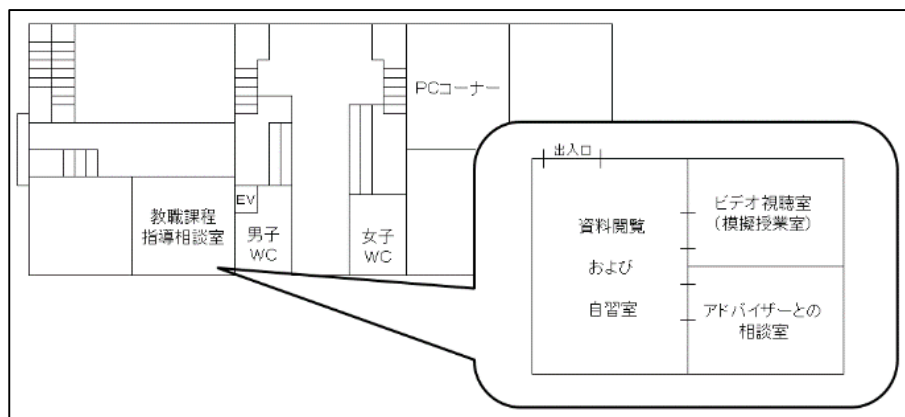 PCコーナー
教職課程
指導相談室
EV
男子
WC
女子
WC
出入口
資料閲覧
および
自習室
ビデオ視聴室
(模擬授業室)
アドバイザーとの
相談室